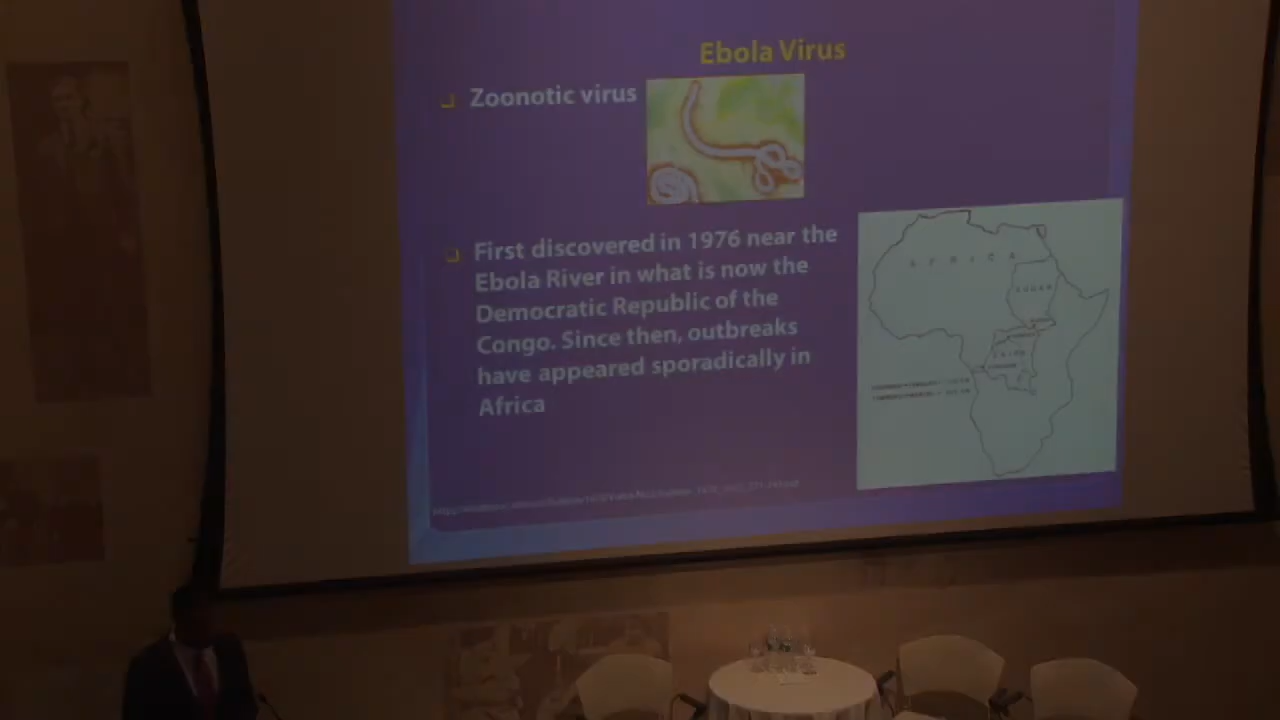 Ebola Virus
Zoonotic virus
First discovered in 1976 near the
Ebola River in what is now the
Democratic Republic of the
Congo. Since then, outbreaks
have appeared sporadically in
Africa
AFRICA
SUDAN
ZAIRE